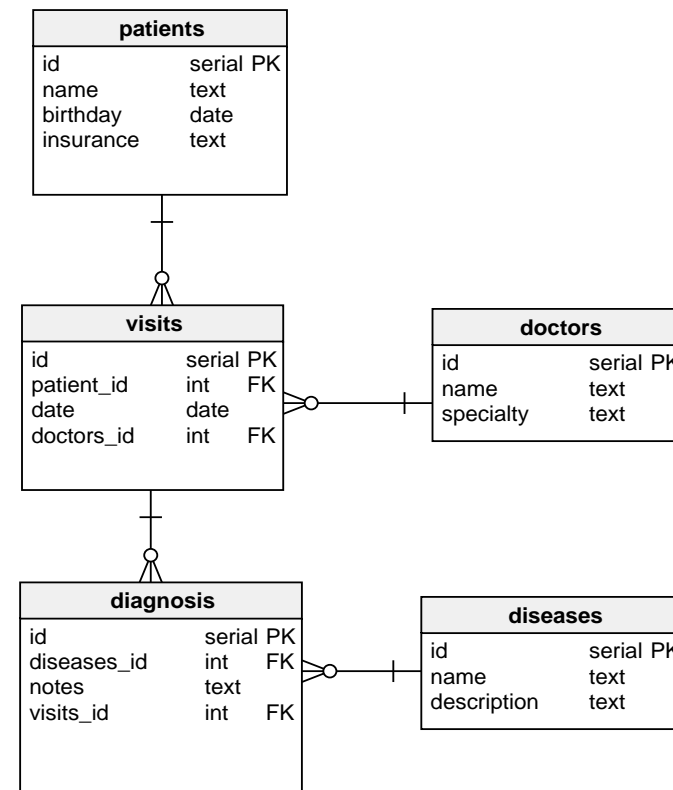 patients
id serial PK
name text
birthday date
insurance text
visits
id serial PK
patient_id int FK
date date
doctors_id int FK
doctors
id serial PK
name text
specialty text
diagnosis
id serial PK
diseases_id int FK
notes text
visits_id int FK
diseases
id serial PK
name text
description text